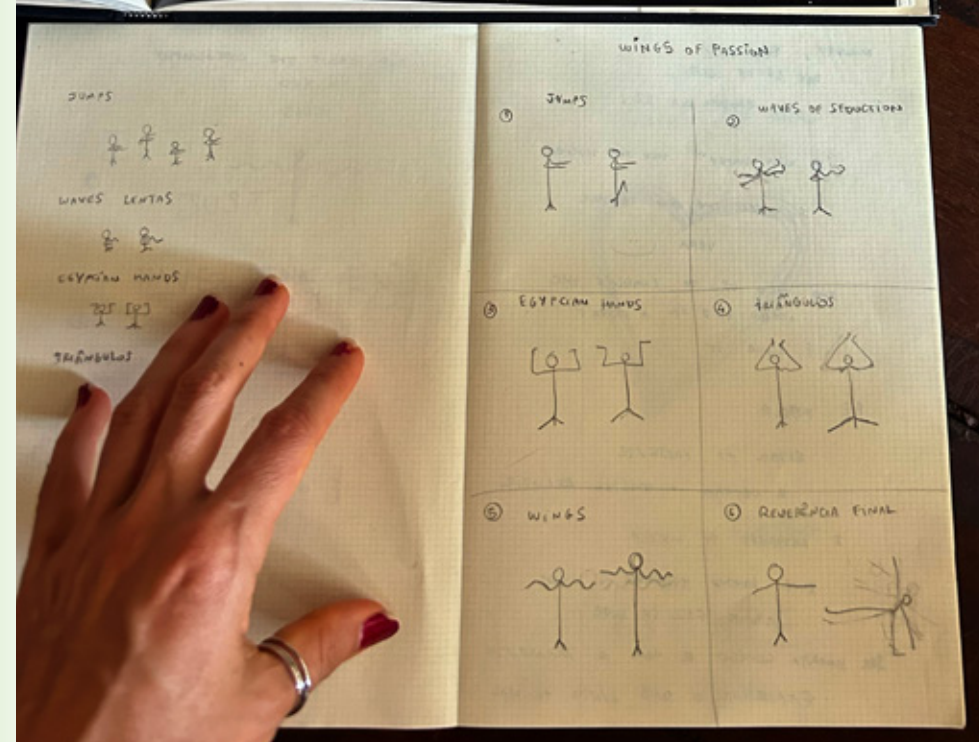 JUMPS
WAVES LENTAS
EGYPCIAN HANDS
TRIÂNGULOS
WINGS OF PASSION
① JUMPS
② WAVES OF SEDUCTION
③ EGYPCIAN HANDS
④ TRIÂNGULOS
⑤ WINGS
⑥ REVERÊNCIA FINAL